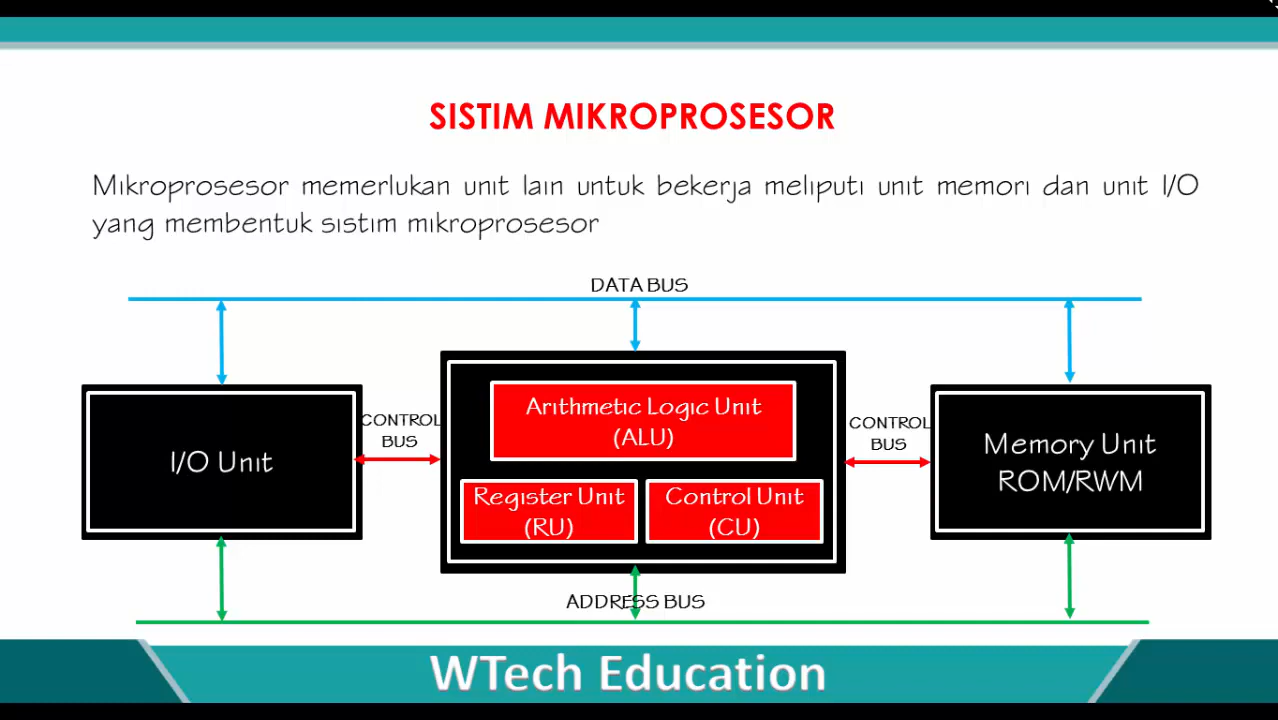 SISTIM MIKROPROSESOR
Mikroprosesor memerlukan unit lain untuk bekerja meliputi unit memori dan unit I/O
yang membentuk sistim mikroprosesor
DATA BUS
I/O Unit
CONTROL
BUS
Arithmetic Logic Unit
(ALU)
Register Unit
(RU)
Control Unit
(CU)
CONTROL
BUS
Memory Unit
ROM/RWM
ADDRESS BUS
WTech Education